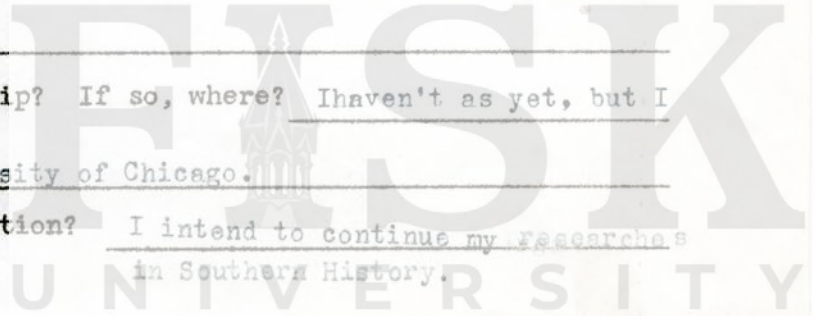 FISK
ip? If so, where? Ihaven't as yet, but I
sity of Chicago.
tion? I intend to continue my researches
in Southern History.
UNIVERSITY